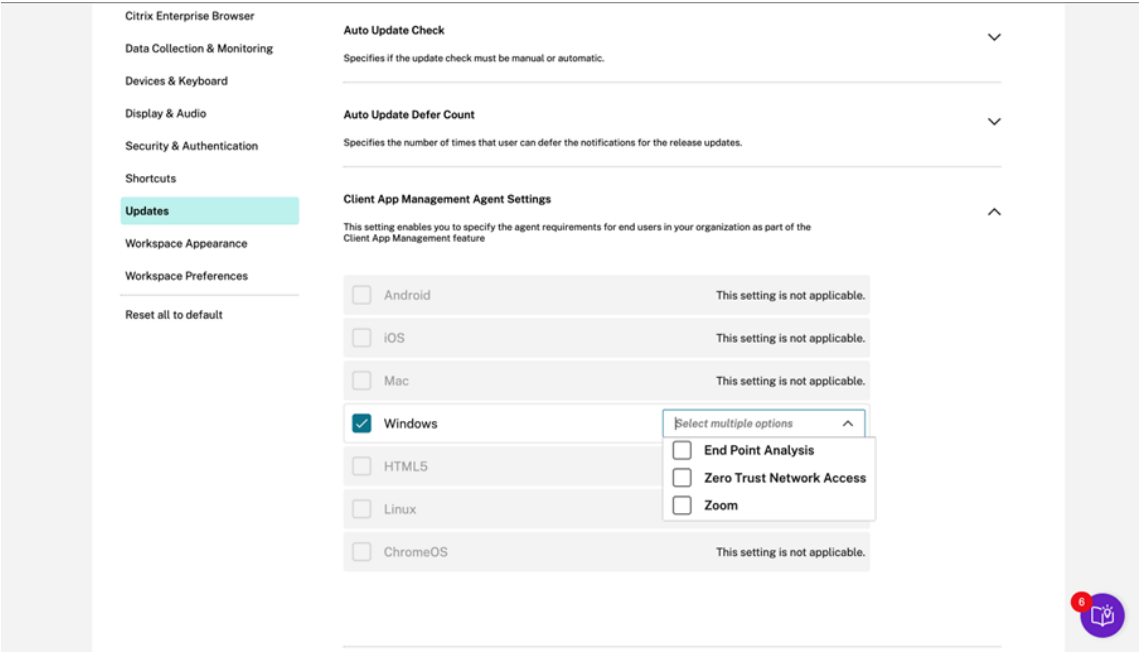 Citrix Enterprise Browser
Data Collection & Monitoring
Devices & Keyboard
Display & Audio
Security & Authentication
Shortcuts
Updates
Workspace Appearance
Workspace Preferences
Reset all to default
Auto Update Check
Specifies if the update check must be manual or automatic.
Auto Update Defer Count
Specifies the number of times that user can defer the notifications for the release updates.
Client App Management Agent Settings
This setting enables you to specify the agent requirements for end users in your organization as part of the
Client App Management feature
Android This setting is not applicable.
iOS This setting is not applicable.
Mac This setting is not applicable.
Windows Select multiple options
End Point Analysis
HTML5
Zero Trust Network Access
Zoom
Linux
ChromeOS This setting is not applicable.
6